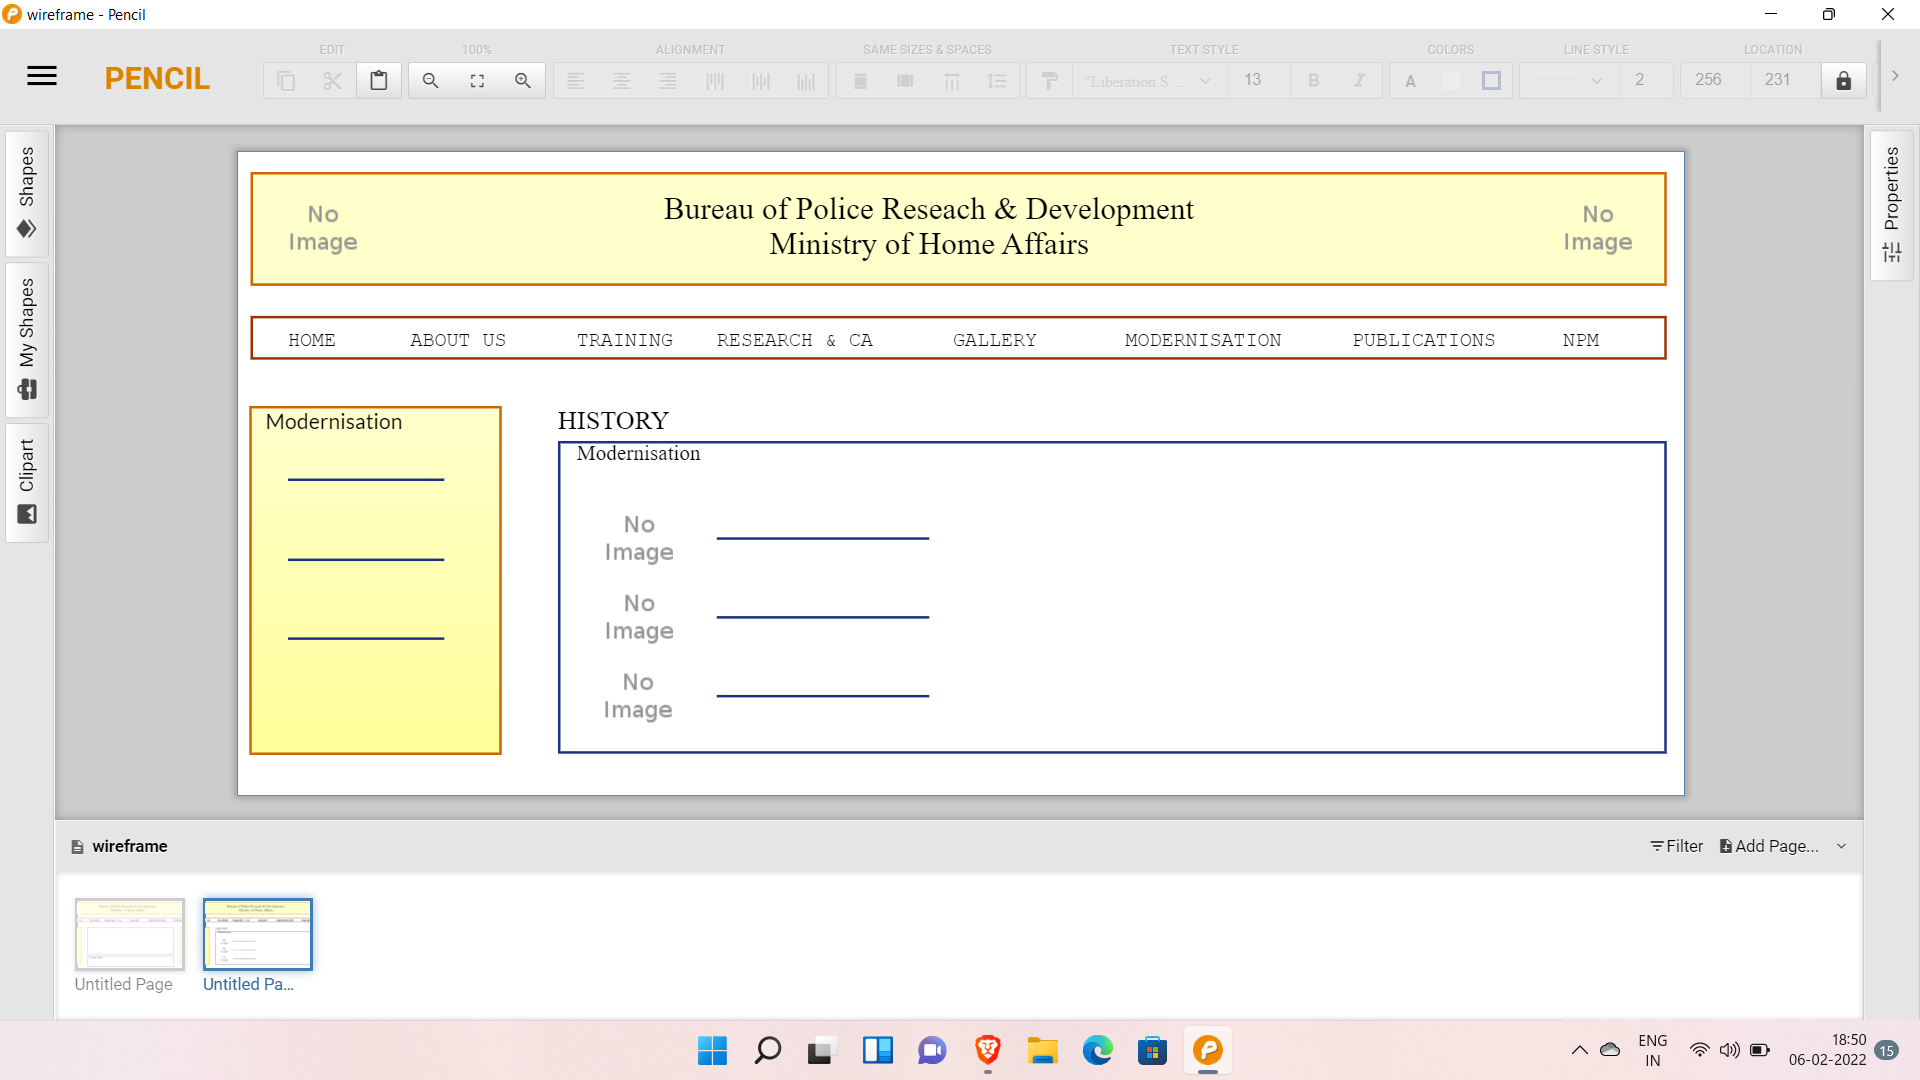 wireframe - Pencil
EDIT 100% ALIGNMENT SAME SIZES & SPACES TEXT STYLE COLORS LINE STYLE LOCATION
PENCIL
"Liberation S... 13 B I A 2 256 231
Shapes
My Shapes
Clipart
Properties
No
Image
Bureau of Police Reseach & Development
Ministry of Home Affairs
No
Image
HOME ABOUT US TRAINING RESEARCH & CA GALLERY MODERNISATION PUBLICATIONS NPM
Modernisation
HISTORY
Modernisation
No
Image
No
Image
No
Image
wireframe
Filter Add Page...
Untitled Page
Untitled Pa...
ENG
IN
18:50
06-02-2022
15